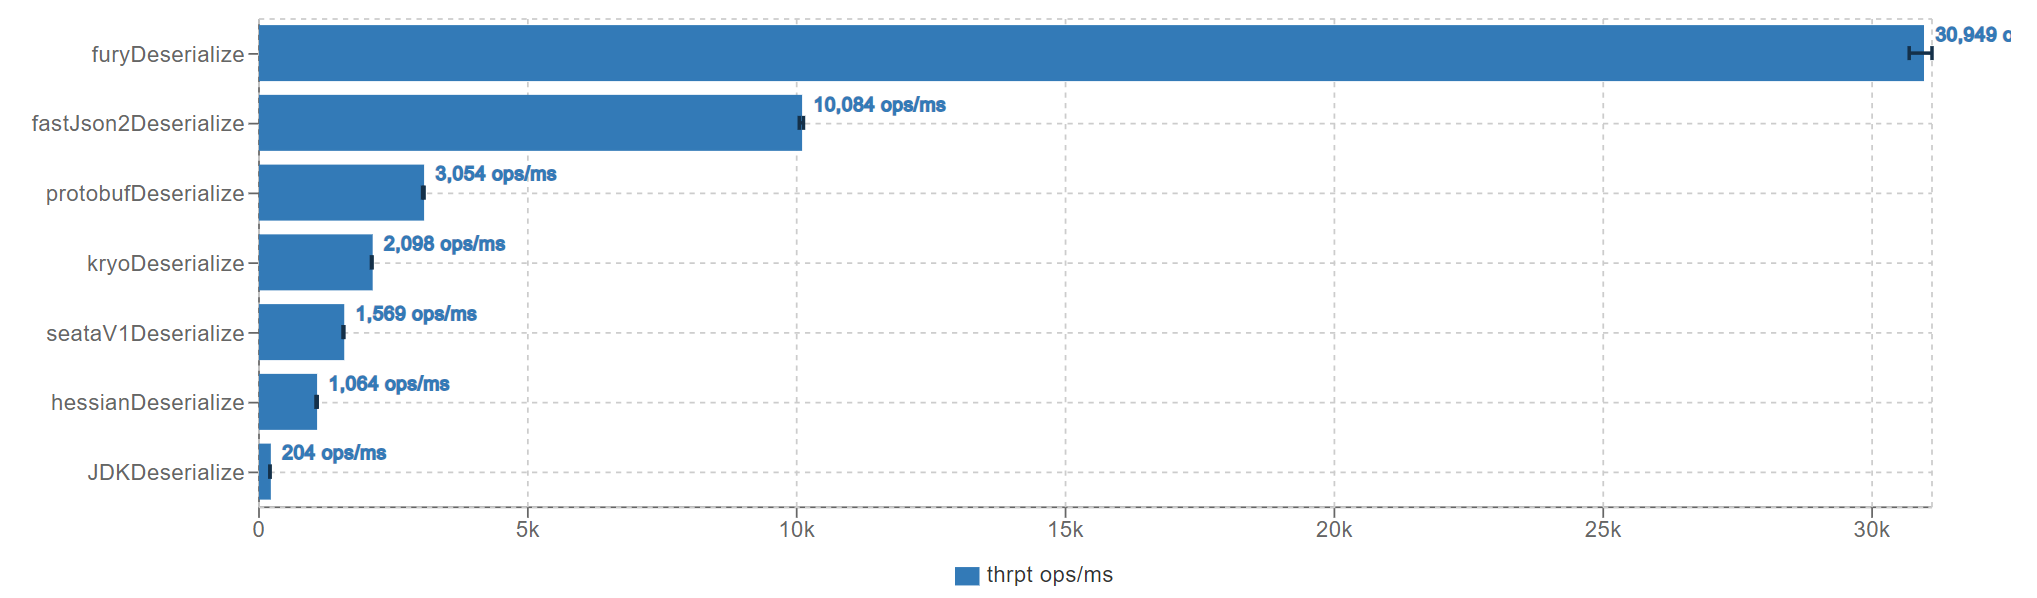 furyDeserialize 30,949
fastJson2Deserialize 10,084 ops/ms
protobufDeserialize 3,054 ops/ms
kryoDeserialize 2,098 ops/ms
seataV1Deserialize 1,569 ops/ms
hessianDeserialize 1,064 ops/ms
JDKDeserialize 204 ops/ms
0 5k 10k 15k 20k 25k 30k
thrpt ops/ms